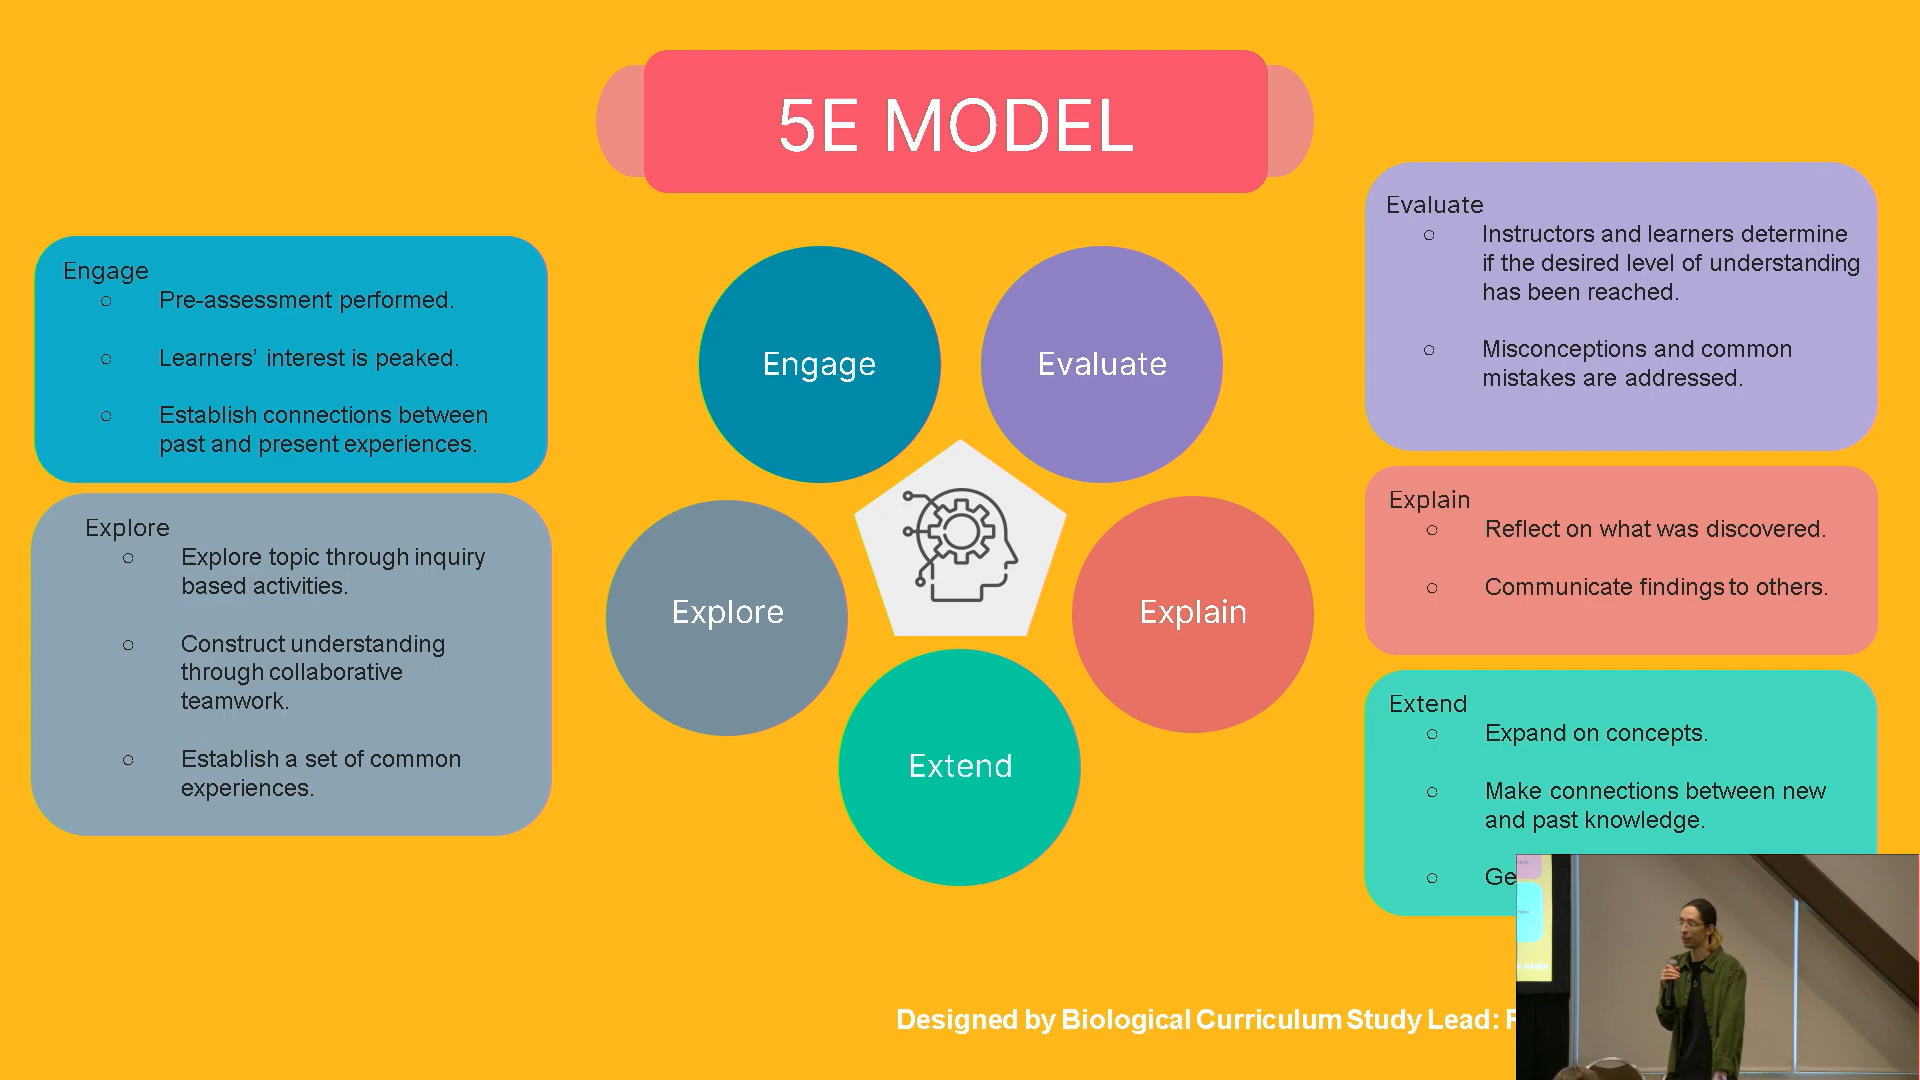 5E MODEL
Engage
○ Pre-assessment performed.
○ Learners’ interest is peaked.
○ Establish connections between
past and present experiences.
Explore
○ Explore topic through inquiry
based activities.
○ Construct understanding
through collaborative
teamwork.
○ Establish a set of common
experiences.
Engage
Evaluate
Explore
Explain
Extend
Evaluate
○ Instructors and learners determine
if the desired level of understanding
has been reached.
○ Misconceptions and common
mistakes are addressed.
Explain
○ Reflect on what was discovered.
○ Communicate findings to others.
Extend
○ Expand on concepts.
○ Make connections between new
and past knowledge.
○ Ge
Designed by Biological Curriculum Study Lead: